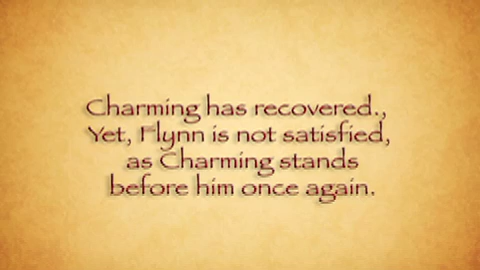 Charming has recovered.,
Yet, Flynn is not satisfied,
as Charming stands
before him once again.